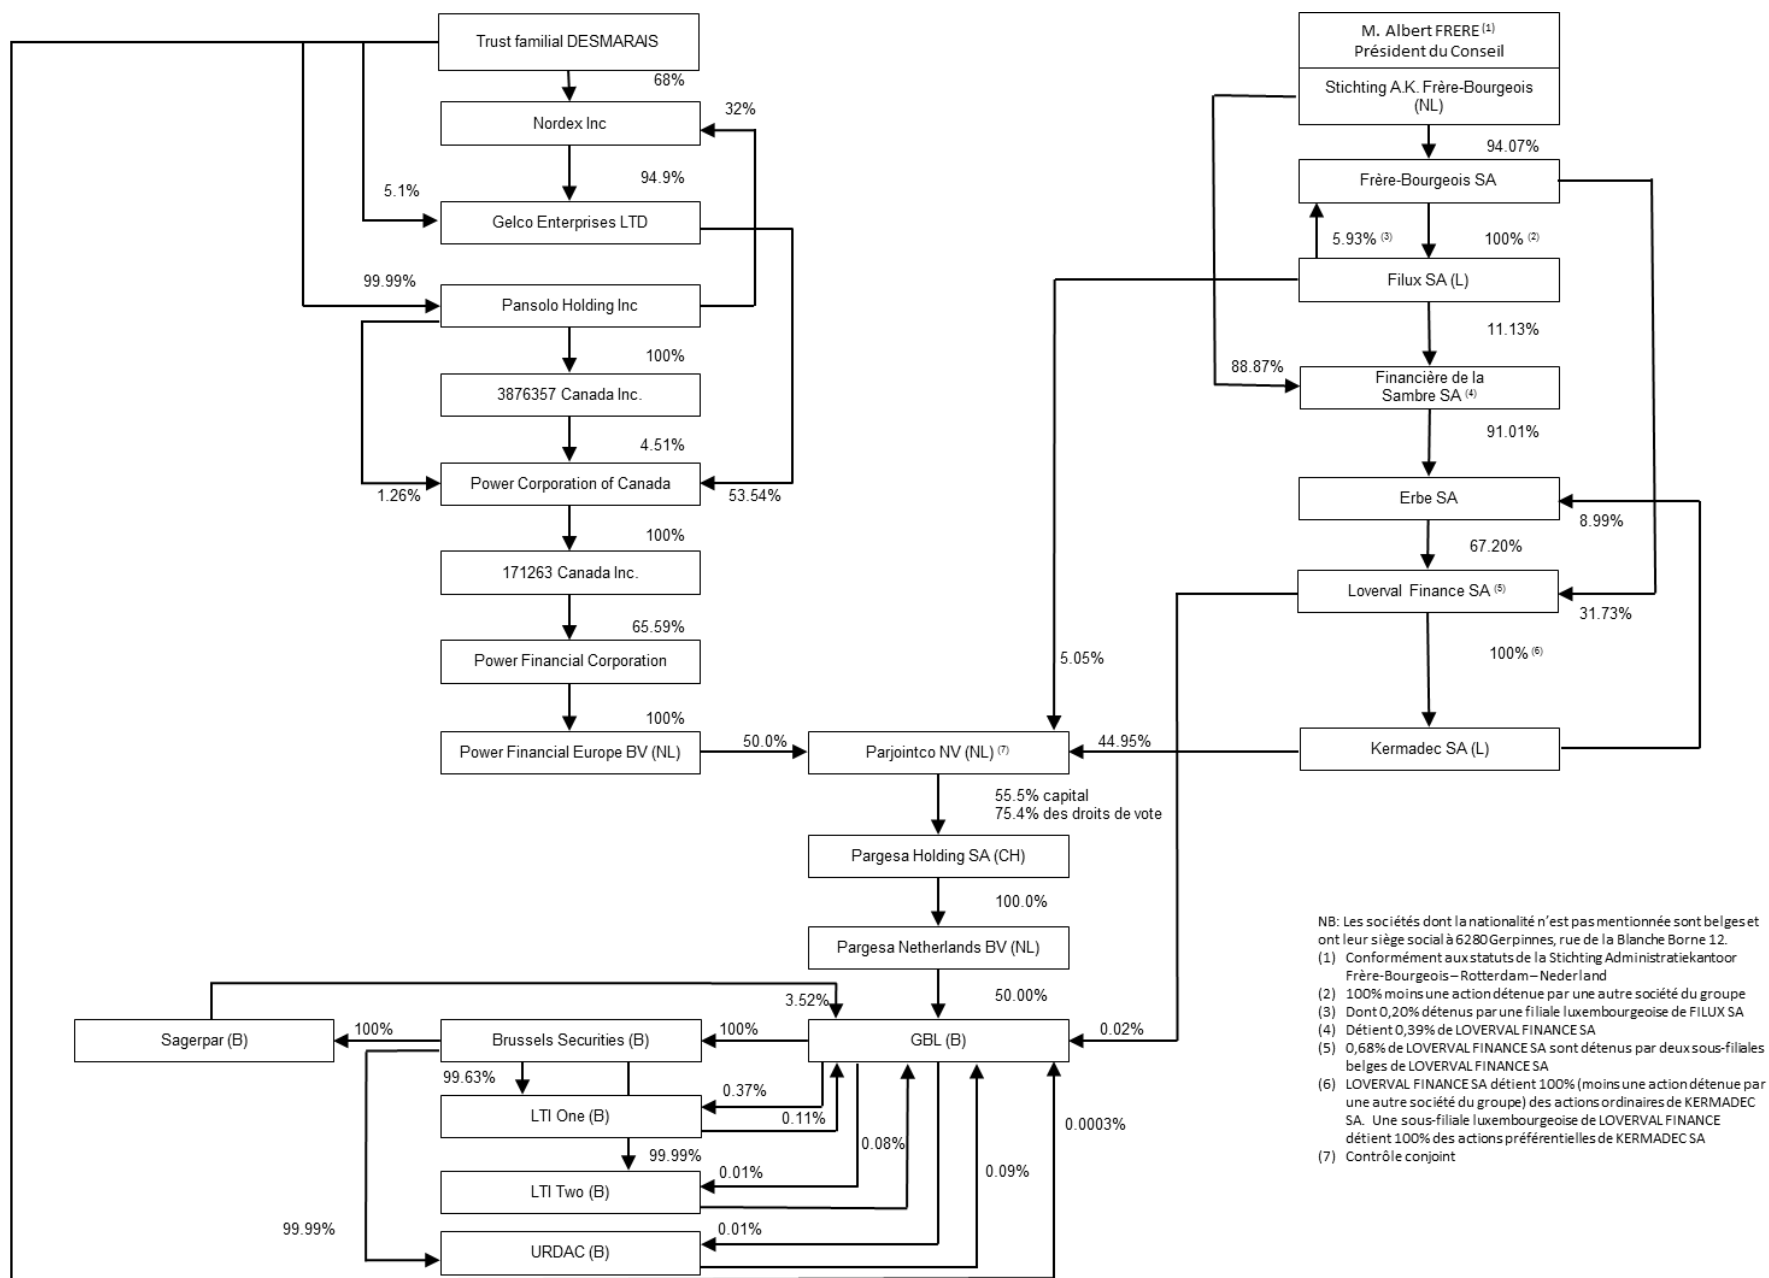 Trust familial DESMARAIS
68%
Nordex Inc
32%
94.9%
5.1%
Gelco Enterprises LTD
99.99%
Pansolo Holding Inc
100%
3876357 Canada Inc.
4.51%
Power Corporation of Canada
1.26%
53.54%
100%
171263 Canada Inc.
65.59%
Power Financial Corporation
100%
Power Financial Europe BV (NL)
50.0%
M. Albert FRERE (1)
Président du Conseil
Stichting A.K. Frère-Bourgeois
(NL)
94.07%
Frère-Bourgeois SA
5.93% (3)
100% (2)
Filux SA (L)
11.13%
88.87%
Financière de la
Sambre SA (4)
91.01%
Erbe SA
8.99%
67.20%
Loverval Finance SA (5)
31.73%
100% (6)
5.05%
Kermadec SA (L)
44.95%
Parjointco NV (NL) (7)
55.5% capital
75.4% des droits de vote
Pargesa Holding SA (CH)
100.0%
Pargesa Netherlands BV (NL)
50.00%
3.52%
Sagerpar (B)
100%
Brussels Securities (B)
100%
GBL (B)
0.02%
99.63%
0.37%
LTI One (B)
0.11%
0.0003%
0.08%
99.99%
0.01%
0.09%
LTI Two (B)
99.99%
0.01%
URDAC (B)
NB: Les sociétés dont la nationalité n’est pas mentionnée sont belges et
ont leur siège social à 6280 Gerpinnes, rue de la Blanche Borne 12.
(1) Conformément aux statuts de la Stichting Administratiekantoor
Frère-Bourgeois – Rotterdam – Nederland
(2) 100% moins une action détenue par une autre société du groupe
(3) Dont 0,20% détenus par une filiale luxembourgeoise de FILUX SA
(4) Détient 0,39% de LOVERVAL FINANCE SA
(5) 0,68% de LOVERVAL FINANCE SA sont détenus par deux sous-filiales
belges de LOVERVAL FINANCE SA
(6) LOVERVAL FINANCE SA détient 100% (moins une action détenue par
une autre société du groupe) des actions ordinaires de KERMADEC
SA. Une sous-filiale luxembourgeoise de LOVERVAL FINANCE
détient 100% des actions préférentielles de KERMADEC SA
(7) Contrôle conjoint